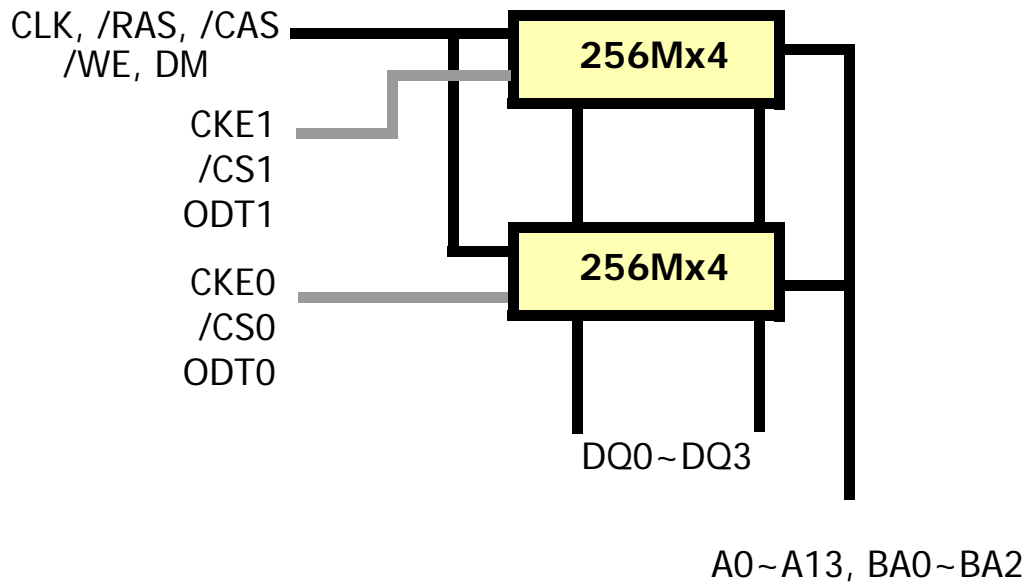 CLK, /RAS, /CAS
/WE, DM
256Mx4
CKE1
/CS1
ODT1
256Mx4
CKE0
/CS0
ODT0
DQ0~DQ3
A0~A13, BA0~BA2